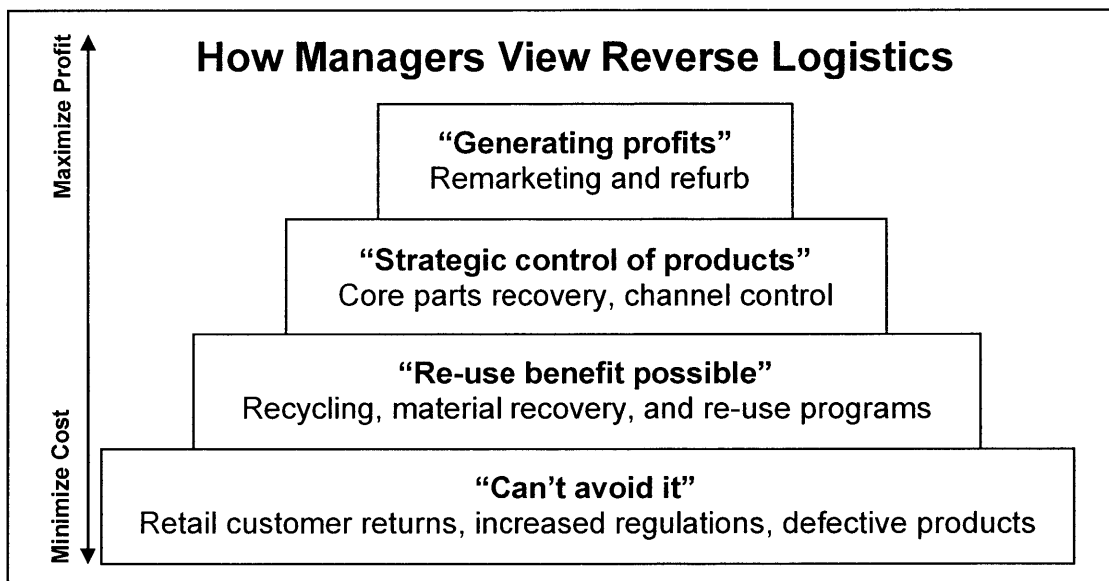 How Managers View Reverse Logistics
Maximize Profit
“Generating profits”
Remarketing and refurb
“Strategic control of products”
Core parts recovery, channel control
“Re-use benefit possible”
Recycling, material recovery, and re-use programs
Minimize Cost
“Can’t avoid it”
Retail customer returns, increased regulations, defective products